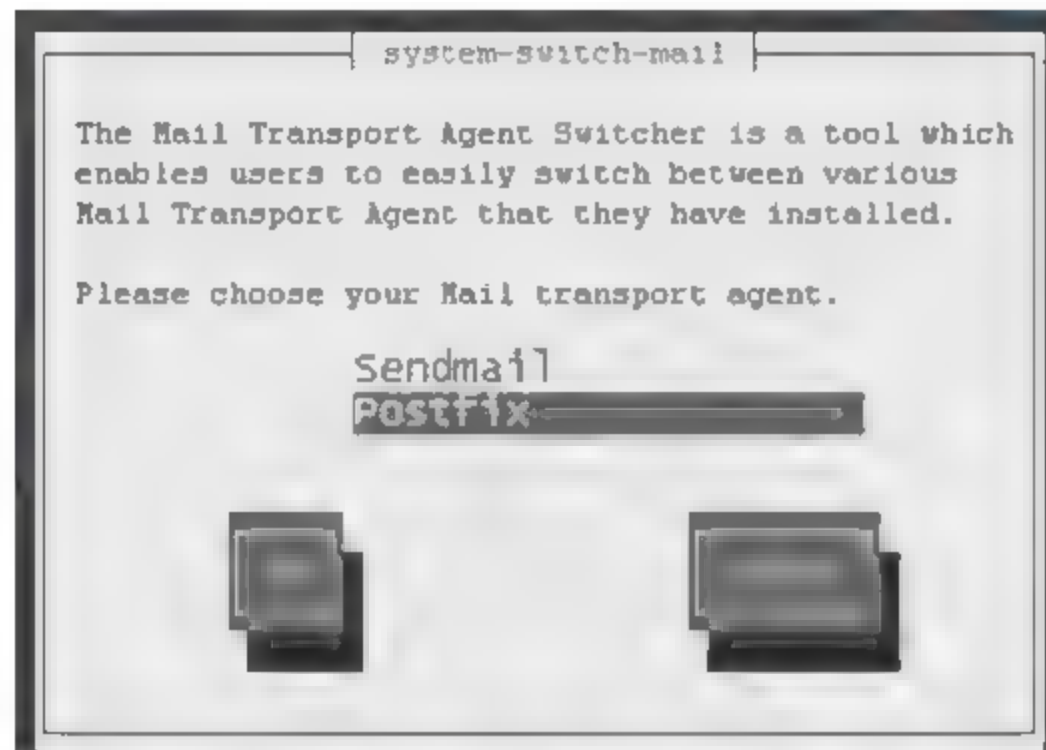 system-switch-mail
The Mail Transport Agent Switcher is a tool which
enables users to easily switch between various
Mail Transport Agent that they have installed.
Please choose your Mail transport agent.
Sendmail
Postfix